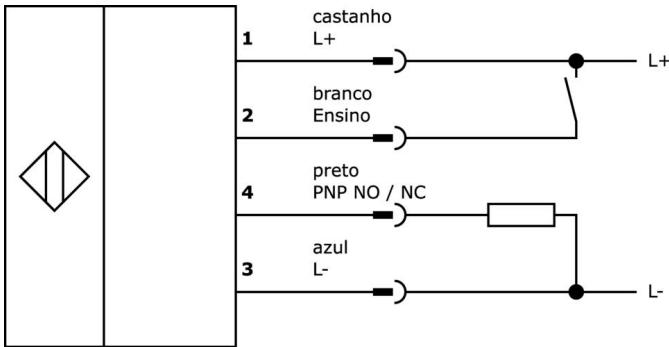 castanho
1 L+
L+
branco
2 Ensino
preto
4 PNP NO / NC
azul
3 L-
L-